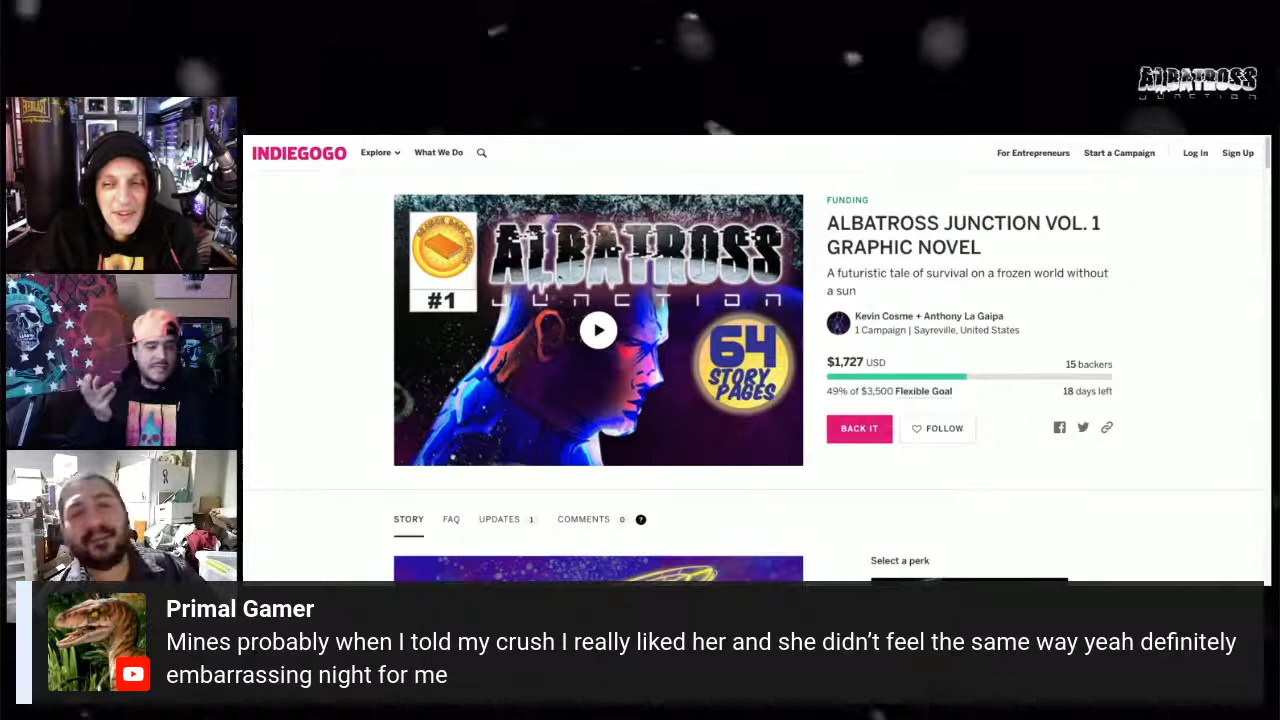 ALBATROSS
JUNCTION
EVERLAST
INDIEGOGO
Explore
What We Do
For Entrepreneurs
Start a Campaign
Log In
Sign Up
#1
ALBATROSS
JUNCTION
64
STORY
PAGES
FUNDING
ALBATROSS JUNCTION VOL. 1
GRAPHIC NOVEL
A futuristic tale of survival on a frozen world without
a sun
Kevin Cosme + Anthony La Gaipa
1 Campaign | Sayreville, United States
$1,727 USD
15 backers
49% of $3,500 Flexible Goal
18 days left
BACK IT
FOLLOW
STORY
FAQ
UPDATES 1
COMMENTS 0 ?
Select a perk
Primal Gamer
Mines probably when I told my crush I really liked her and she didn’t feel the same way yeah definitely
embarrassing night for me